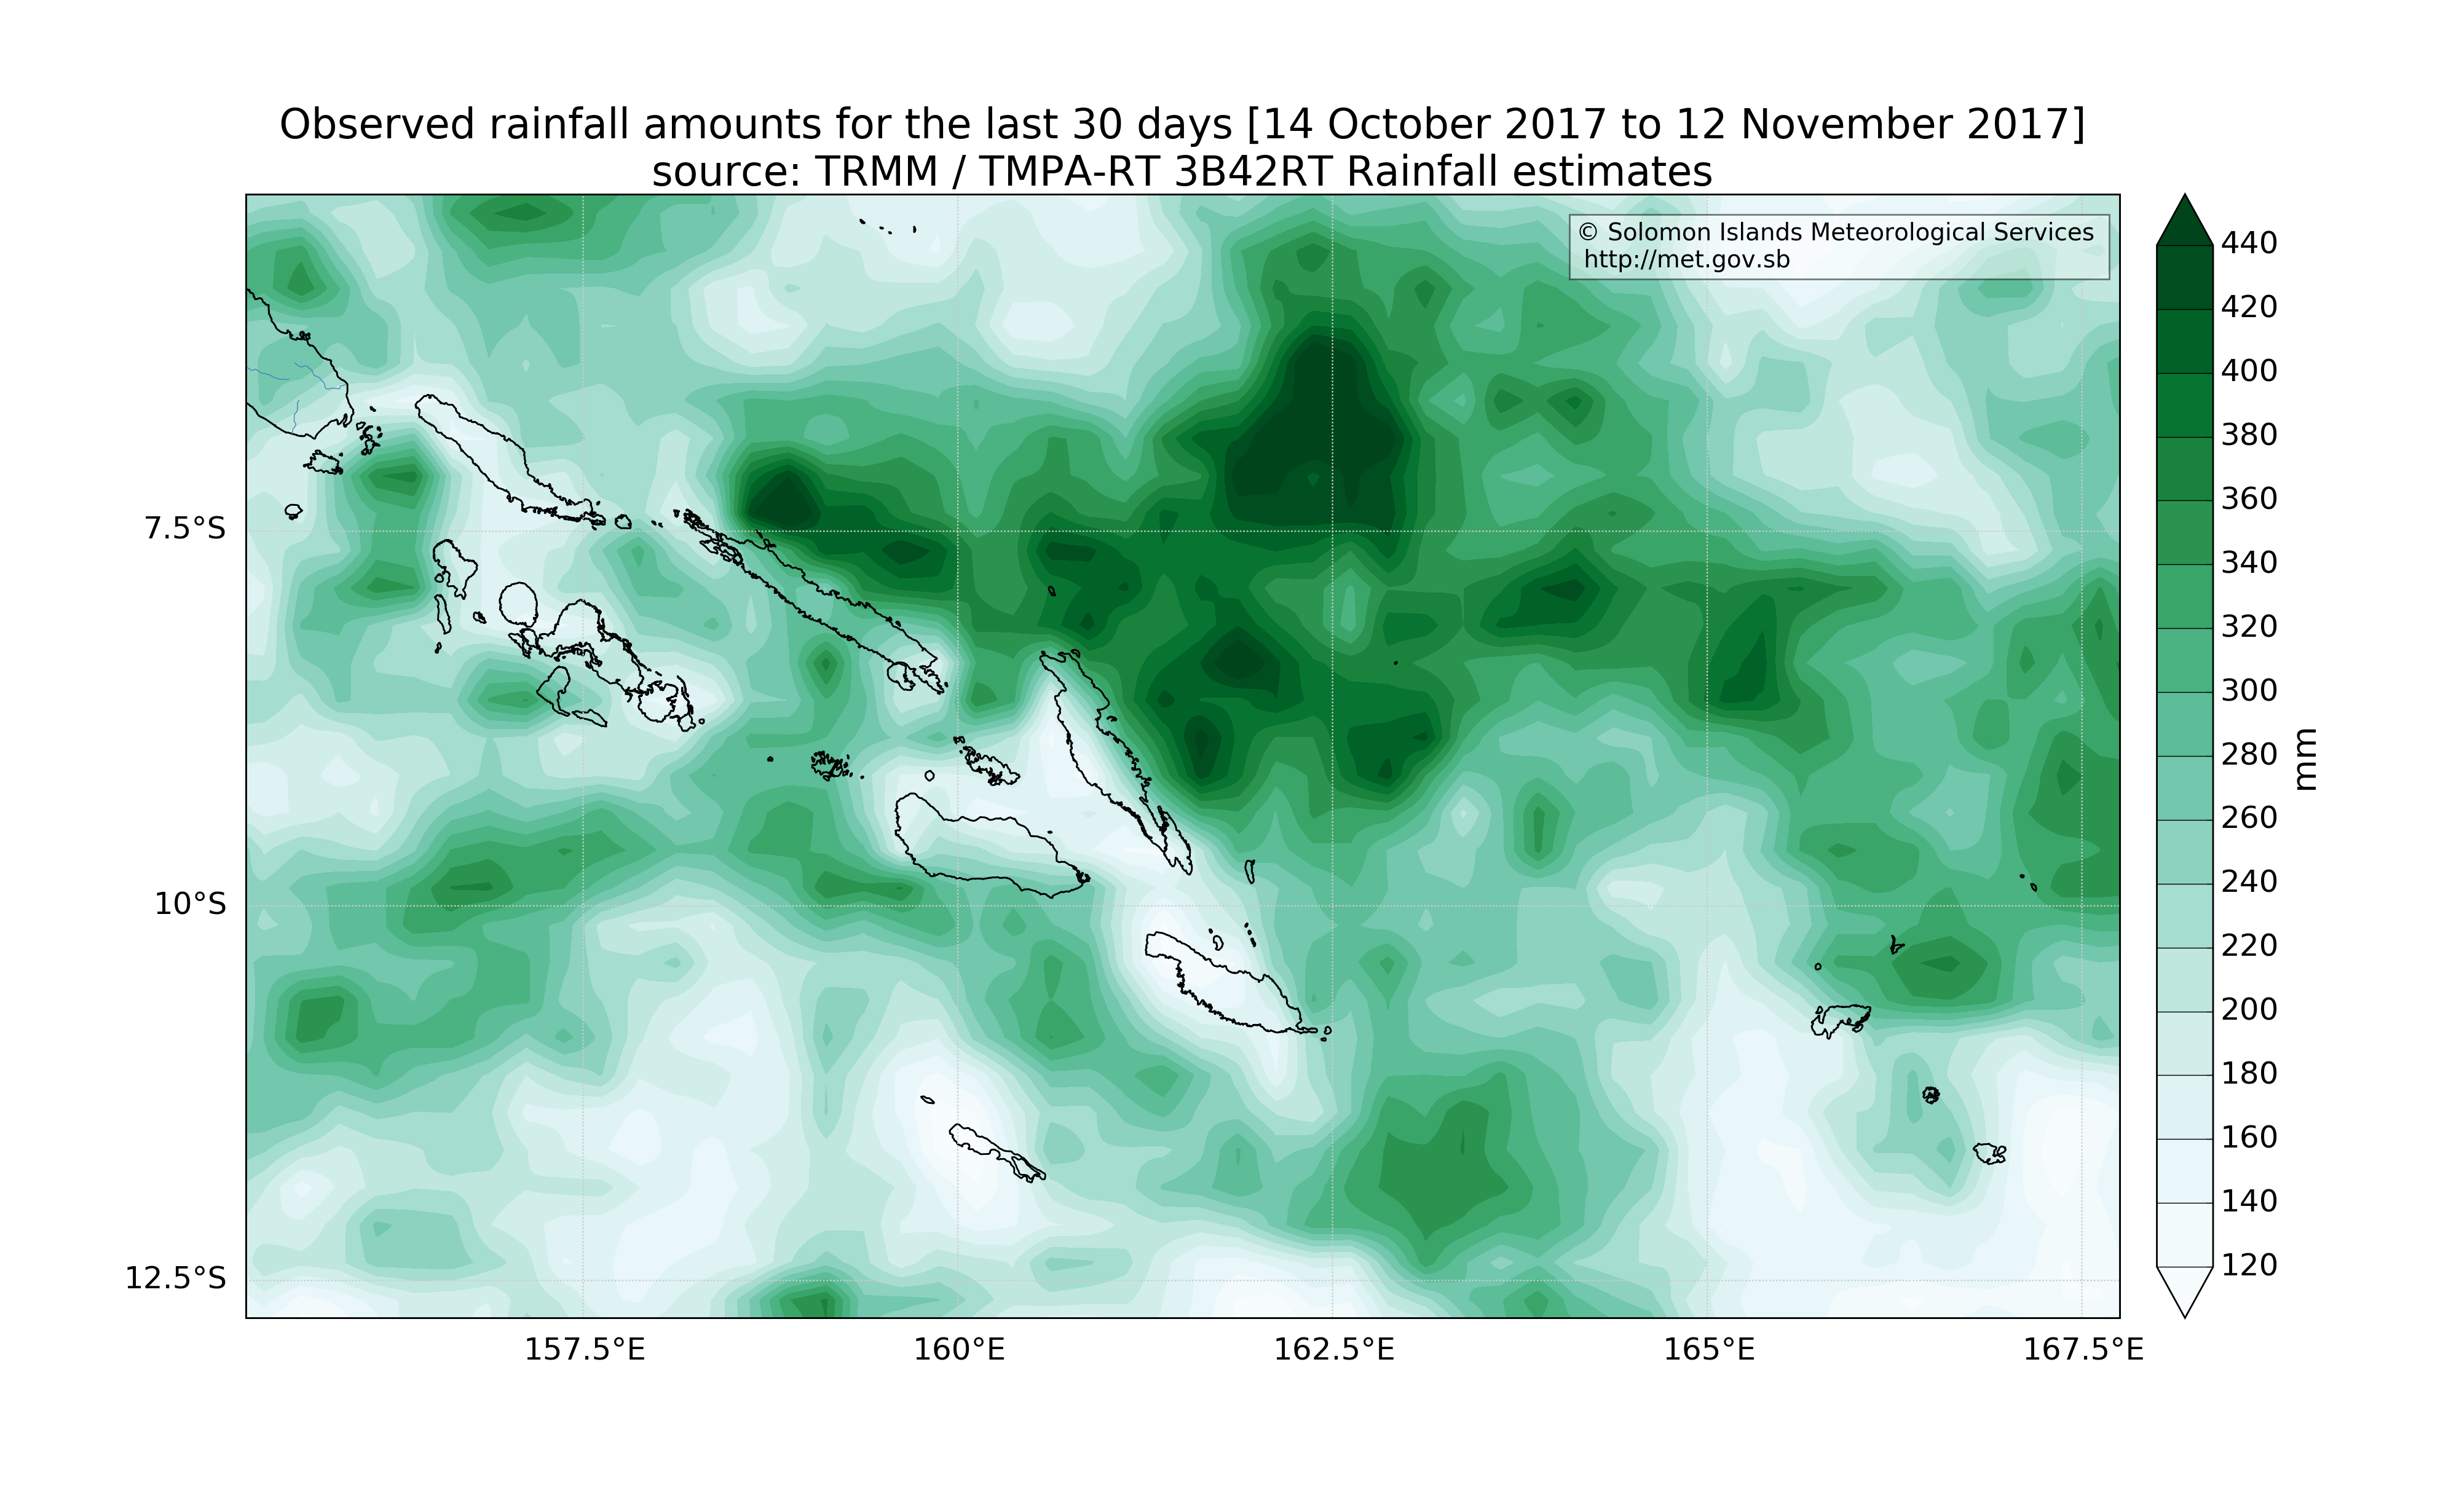 Observed rainfall amounts for the last 30 days [14 October 2017 to 12 November 2017]
source: TRMM / TMPA-RT 3B42RT Rainfall estimates
© Solomon Islands Meteorological Services
http://met.gov.sb
7.5°S
10°S
12.5°S
157.5°E
160°E
162.5°E
165°E
167.5°E
440
420
400
380
360
340
320
300
280
260
240
220
200
180
160
140
120
mm